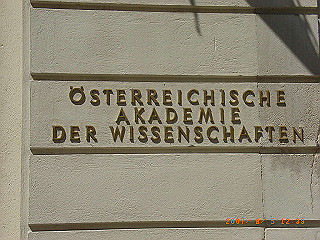 ÖSTERREICHISCHE
AKADEMIE
DER WISSENSCHAFTEN